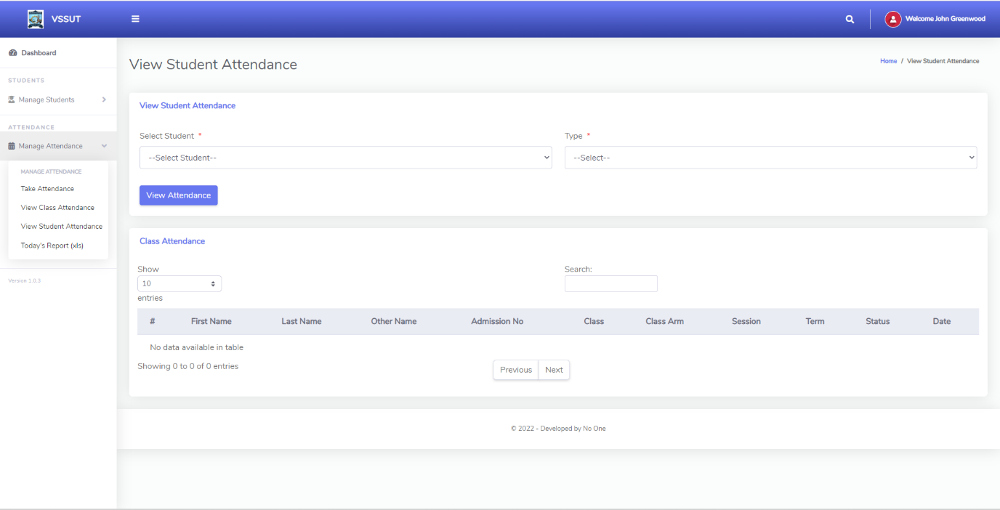 VSSUT
Welcome John Greenwood
Dashboard
STUDENTS
Manage Students
ATTENDANCE
Manage Attendance
MANAGE ATTENDANCE
Take Attendance
View Class Attendance
View Student Attendance
Today's Report (xls)
Version 1.0.3
View Student Attendance
Home / View Student Attendance
View Student Attendance
Select Student * Type *
--Select Student-- --Select--
View Attendance
Class Attendance
Show Search:
10
entries
# First Name Last Name Other Name Admission No Class Class Arm Session Term Status Date
No data available in table
Showing 0 to 0 of 0 entries Previous Next
© 2022 - Developed by No One